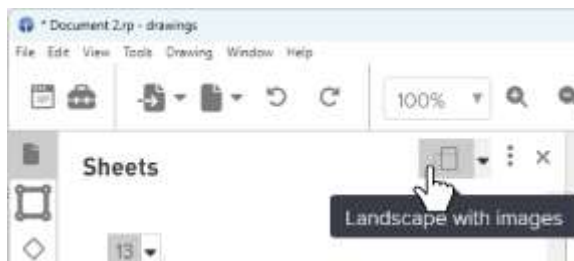 * Document 2.rp - drawings
File Edit View Tools Drawing Window Help
100%
Sheets
Landscape with images
13